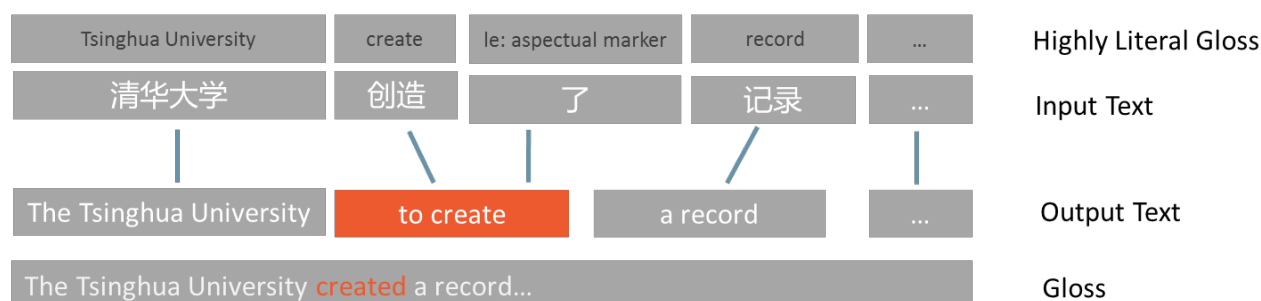 Tsinghua University create le: aspectual marker record ... Highly Literal Gloss
清华大学 创造 了 记录 ... Input Text
The Tsinghua University to create a record ... Output Text
The Tsinghua University created a record... Gloss